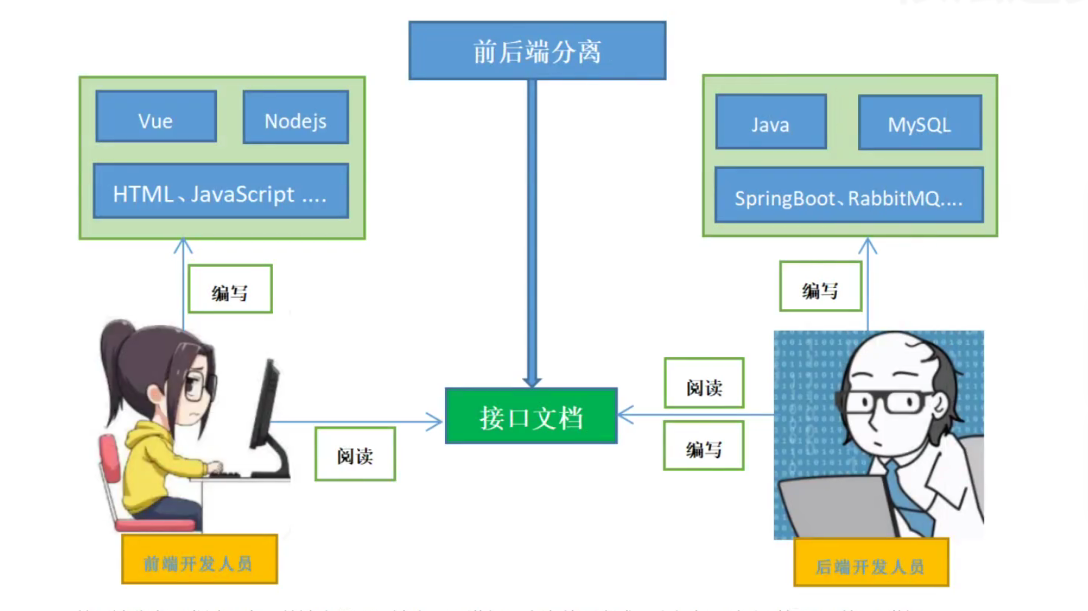 前后端分离
Vue
Nodejs
HTML、JavaScript ....
Java
MySQL
SpringBoot、RabbitMQ....
编写
编写
阅读
接口文档
阅读
编写
前端开发人员
后端开发人员